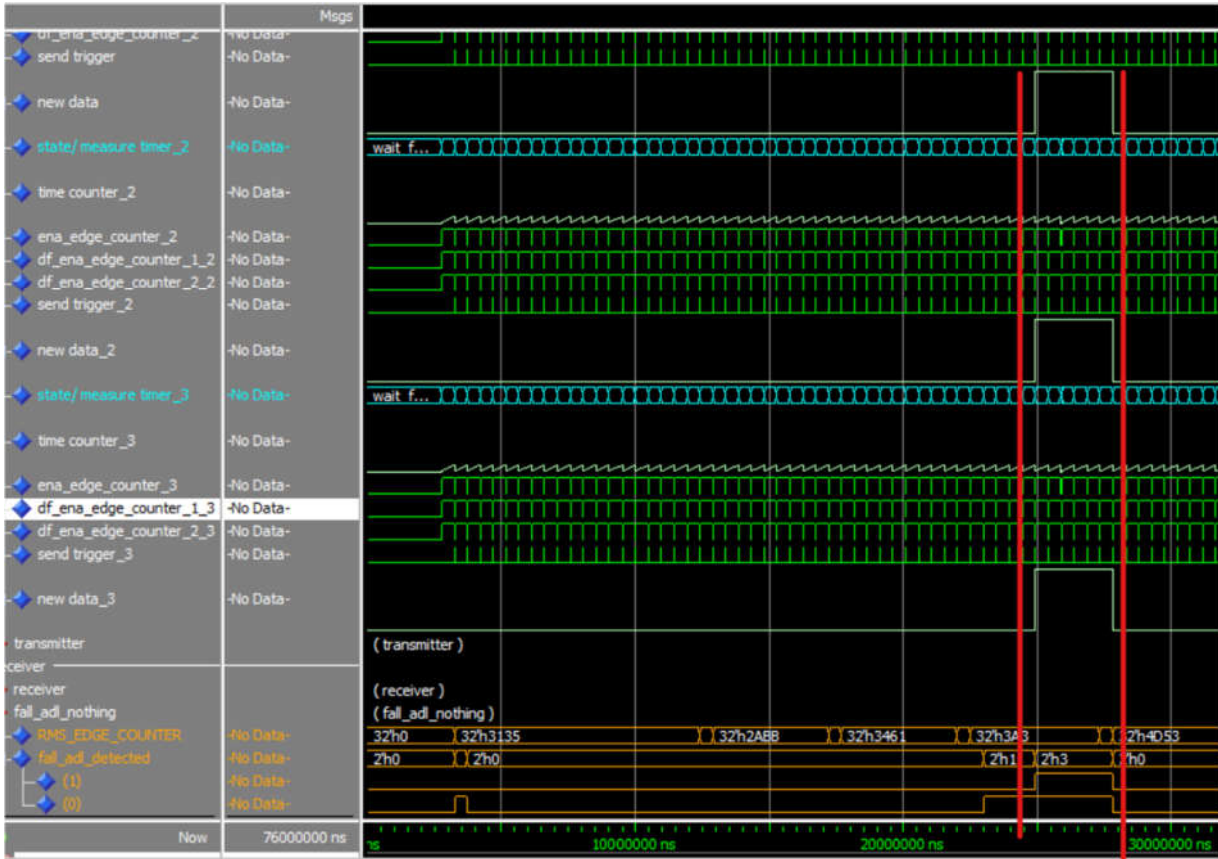 Msgs
df_ena_edge_counter_2 -No Data-
send trigger -No Data-
new data -No Data-
state/ measure timer_2 -No Data- wait f...
time counter_2 -No Data-
ena_edge_counter_2 -No Data-
df_ena_edge_counter_1_2 -No Data-
df_ena_edge_counter_2_2 -No Data-
send trigger_2 -No Data-
new data_2 -No Data-
state/ measure timer_3 -No Data- wait f...
time counter_3 -No Data-
ena_edge_counter_3 -No Data-
df_ena_edge_counter_1_3 -No Data-
df_ena_edge_counter_2_3 -No Data-
send trigger_3 -No Data-
new data_3 -No Data-
transmitter ( transmitter )
eceiver
receiver ( receiver )
fall_adl_nothing ( fall_adl_nothing )
RMS_EDGE_COUNTER -No Data- 32'h0 32'h3135 32'h2ABB 32'h3461 32'h3A3 32'h4D53
fall_adl_detected -No Data- 2'h0 2'h0 2'h1 2'h3 2'h0
(1) -No Data-
(0) -No Data-
Now 76000000 ns ns 10000000 ns 20000000 ns 30000000 ns